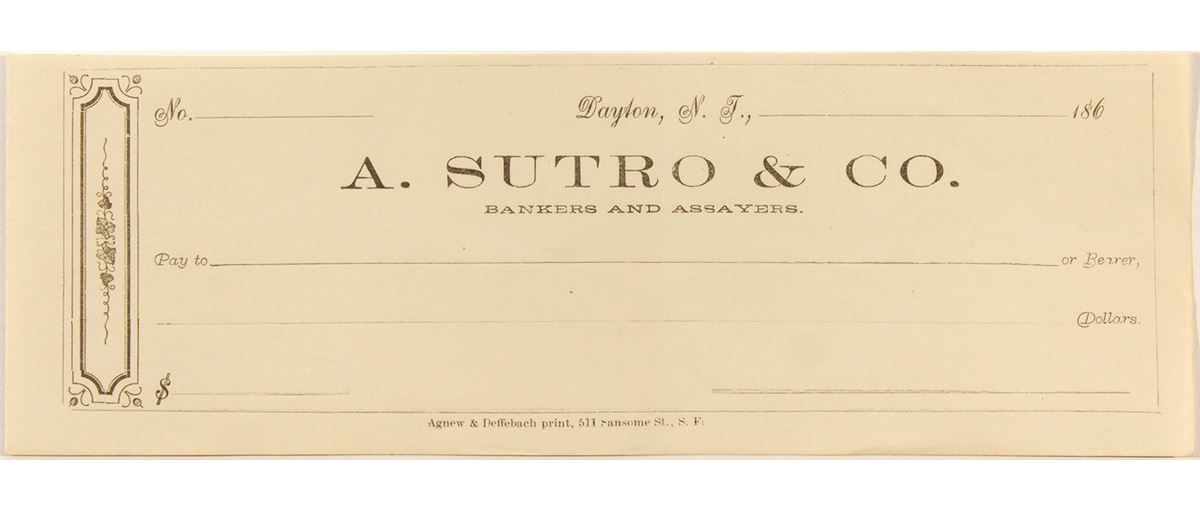 No. Dayton, N. T., 186
A. SUTRO & CO.
BANKERS AND ASSAYERS.
Pay to or Bearer,
Dollars.
$
Agnew & Deffebach print, 511 Sansome St., S. F.